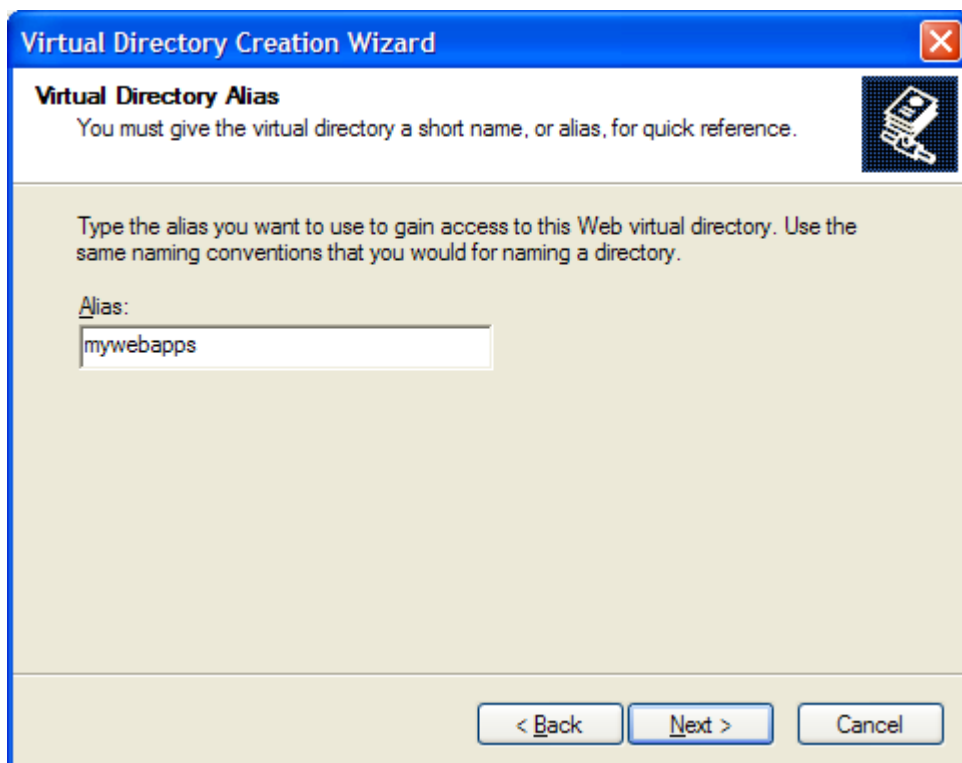 Virtual Directory Creation Wizard
Virtual Directory Alias
You must give the virtual directory a short name, or alias, for quick reference.
Type the alias you want to use to gain access to this Web virtual directory. Use the
same naming conventions that you would for naming a directory.
Alias:
mywebapps
< Back Next > Cancel